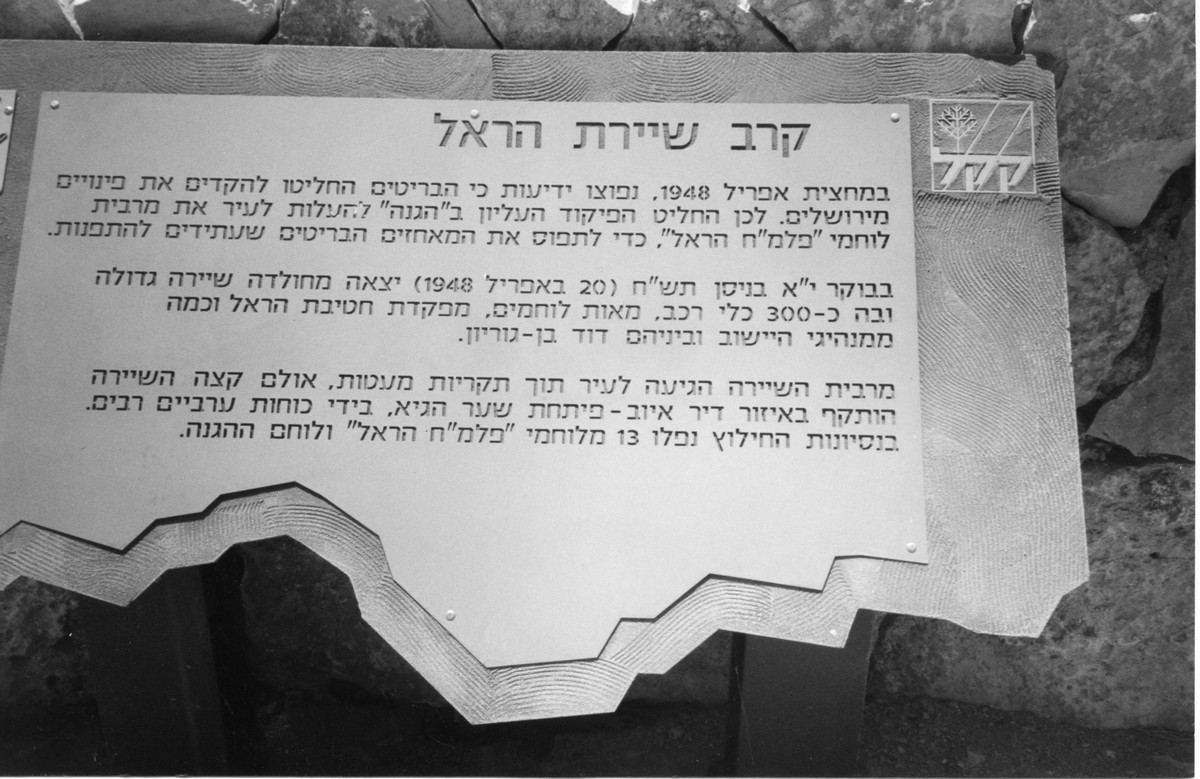 קרב שיירת הראל
קקל
במחצית אפריל 1948, נפוצו ידיעות כי הבריטים החליטו להקדים את פינויים
מירושלים. לכן החליט הפיקוד העליון ב"הגנה" להעלות לעיר את מרבית
לוחמי "פלמ"ח הראל", כדי לתפוס את המאחזים הבריטים שעתידים להתפנות.
בבוקר י"א בניסן תש"ח (20 באפריל 1948) יצאה מחולדה שיירה גדולה
ובה כ-300 כלי רכב, מאות לוחמים, מפקדת חטיבת הראל וכמה
ממנהיגי היישוב וביניהם דוד בן-גוריון.
מרבית השיירה הגיעה לעיר תוך תקריות מעטות, אולם קצה השיירה
הותקף באיזור דיר איוב-פיתחת שער הגיא, בידי כוחות ערביים רבים.
בנסיונות החילוץ נפלו 13 מלוחמי "פלמ"ח הראל" ולוחם ההגנה.